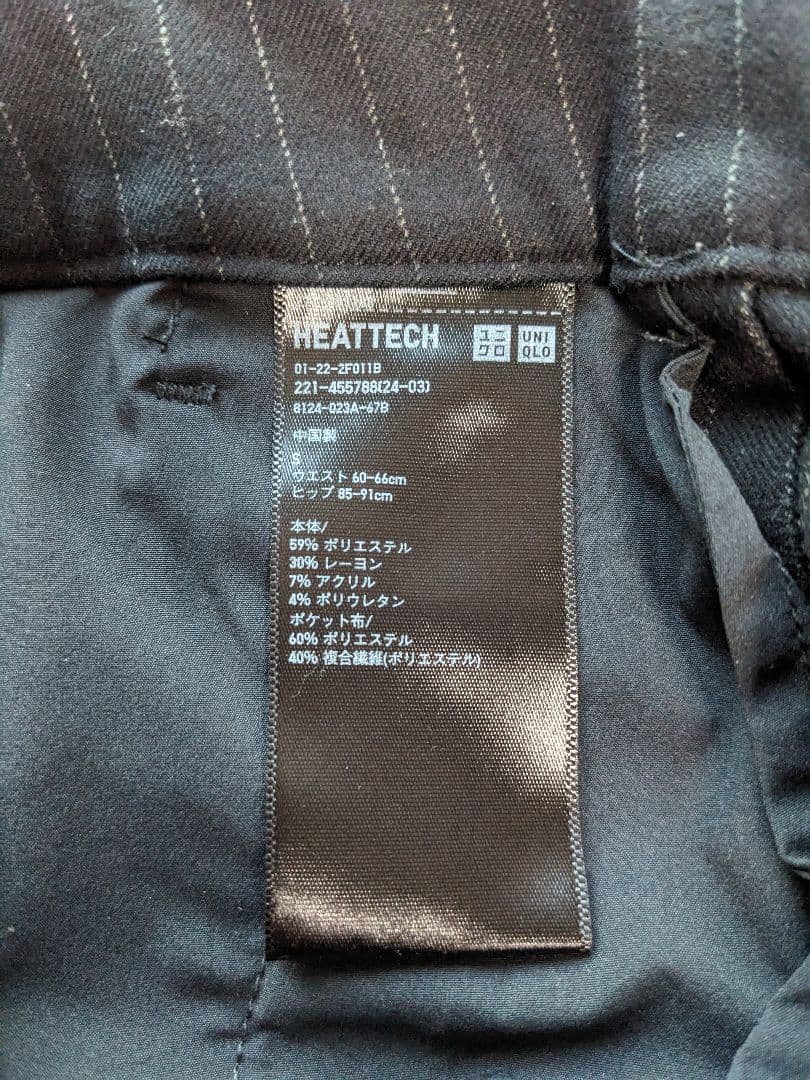 HEATTECH
ユニ
クロ
UNI
QLO
01-22-2F011B
221-455788(24-03)
8124-023A-67B
中国製
S
ウエスト 60-66cm
ヒップ 85-91cm
本体/
59% ポリエステル
30% レーヨン
7% アクリル
4% ポリウレタン
ポケット布/
60% ポリエステル
40% 複合繊維(ポリエステル)